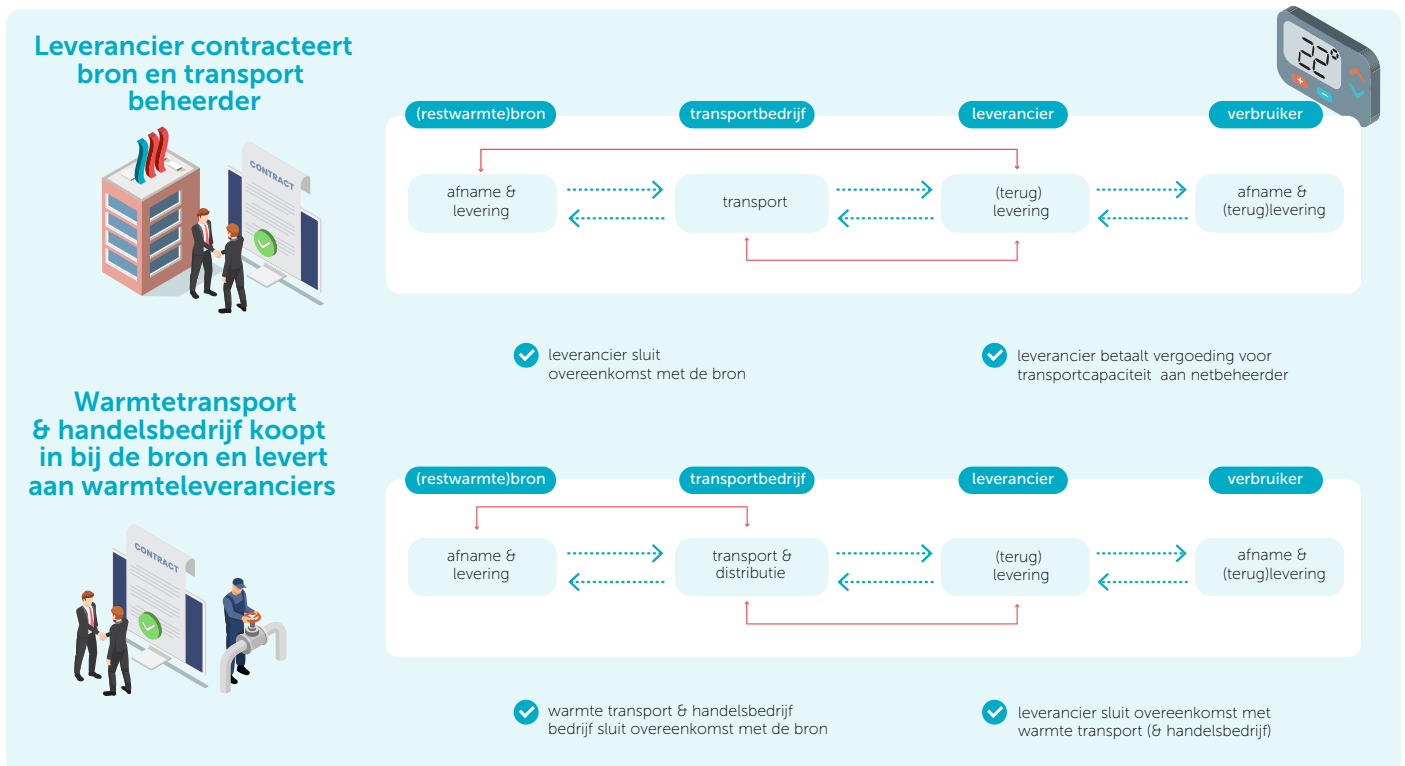 Leverancier contracteert
bron en transport
beheerder
22°
CONTRACT
(restwarmte)bron
transportbedrijf
leverancier
verbruiker
afname &
levering
transport
(terug)
levering
afname &
(terug)levering
leverancier sluit
overeenkomst met de bron
leverancier betaalt vergoeding voor
transportcapaciteit aan netbeheerder
Warmtetransport
& handelsbedrijf koopt
in bij de bron en levert
aan warmteleveranciers
CONTRACT
(restwarmte)bron
transportbedrijf
leverancier
verbruiker
afname &
levering
transport &
distributie
(terug)
levering
afname &
(terug)levering
warmte transport & handelsbedrijf
bedrijf sluit overeenkomst met de bron
leverancier sluit overeenkomst met
warmte transport (& handelsbedrijf)